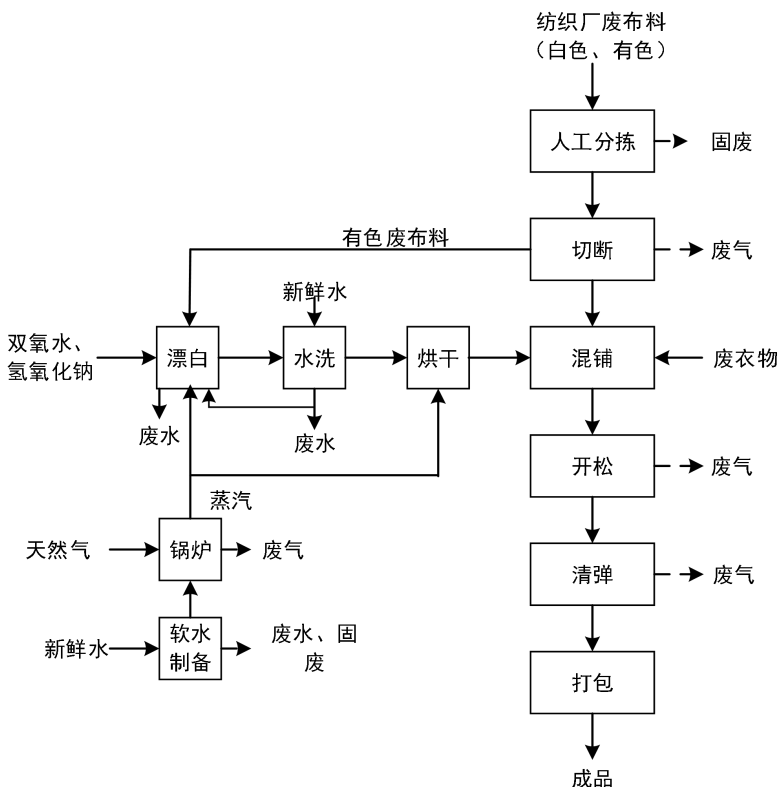 纺织厂废布料
（白色、有色）
人工分拣
固废
有色废布料
切断
废气
新鲜水
双氧水、
氢氧化钠
漂白
水洗
烘干
混铺
废衣物
废水
废水
开松
废气
蒸汽
天然气
锅炉
废气
清弹
废气
新鲜水
软水
制备
废水、固
废
打包
成品